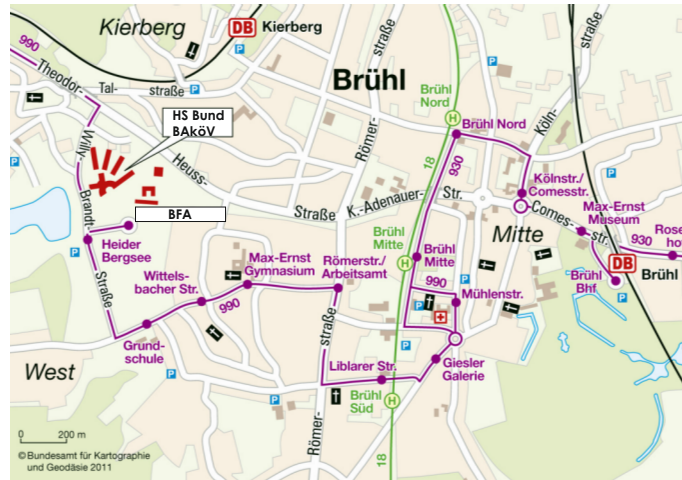 Kierberg
DB Kierberg
990
Theodor-
Tal-
straße
HS Bund
BAköV
Willy-
Brandt-
Straße
Heuss-
Straße
BFA
Heider
Bergsee
Wittels-
bacher Str.
Max-Ernst
Gymnasium
Römerstr./
Arbeitsamt
990
Grund-
schule
West
Brühl
Römer-
straße
K.-Adenauer-
Str.
Brühl
Nord
H
18
930
Brühl Nord
Köln-
straße
Kölnstr./
Comesstr.
Comes-
str.
Max-Ernst
Museum
Rose
ho
930
DB Brühl
Brühl
Bhf
Mitte
Brühl
Mitte
H
Brühl
Mitte
990
Mühlenstr.
Giesler
Galerie
Liblarer Str.
Brühl
Süd
H
18
Römer-
straße
P
P
P
P
P
P
P
P
P
P
0 200 m
©Bundesamt für Kartographie
und Geodäsie 2011